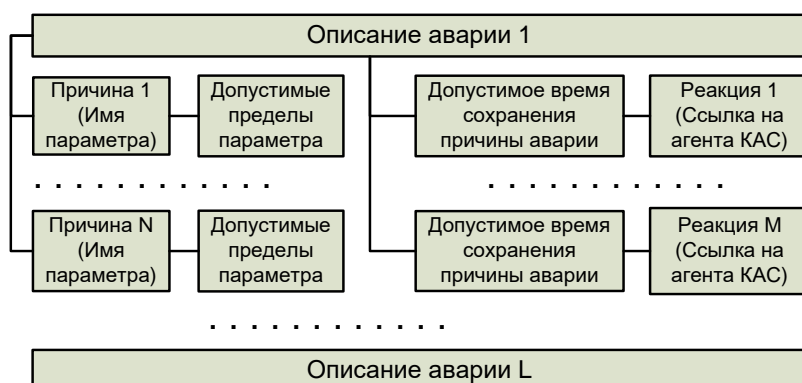 Описание аварии 1
Причина 1
(Имя
параметра)
Допустимые
пределы
параметра
Допустимое время
сохранения
причины аварии
Реакция 1
(Ссылка на
агента КАС)
. . . . . . . . . . . .
. . . . . . . . . . . .
Причина N
(Имя
параметра)
Допустимые
пределы
параметра
Допустимое время
сохранения
причины аварии
Реакция M
(Ссылка на
агента КАС)
. . . . . . . . . . . .
Описание аварии L